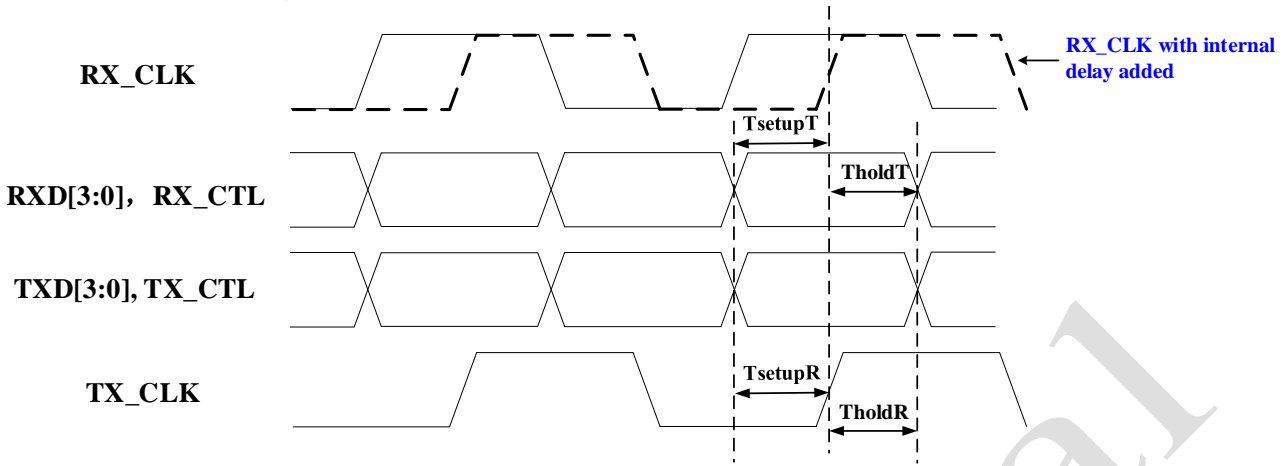 RX_CLK
RX_CLK with internal
delay added
TsetupT
RXD[3:0]，RX_CTL
TholdT
TXD[3:0], TX_CTL
TX_CLK
TsetupR
TholdR